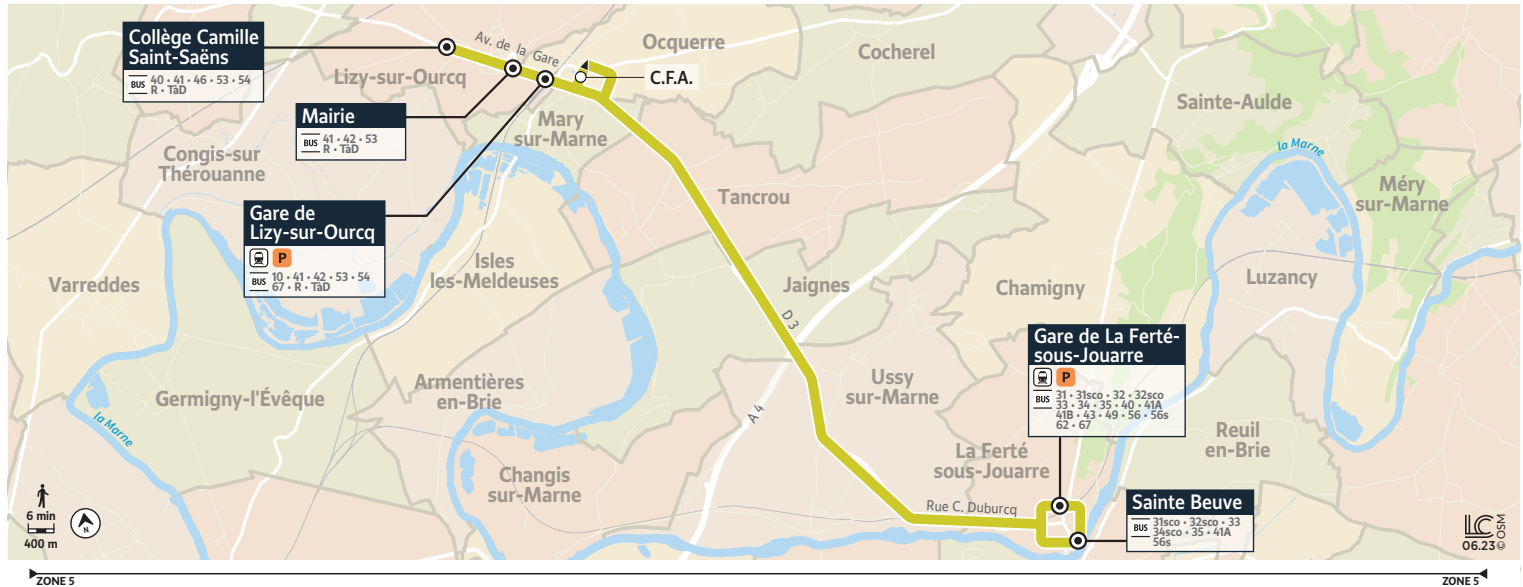 Collège Camille
Saint-Saëns
BUS 40 • 41 • 46 • 53 • 54
R • TàD
Av. de la Gare
Ocquerre
Cocherel
Lizy-sur-Ourcq
C.F.A.
Mairie
BUS 41 • 42 • 53
R • TàD
Mary
sur-Marne
Sainte-Aulde
la Marne
Congis-sur
Thérouanne
Tancrou
Méry
sur-Marne
Gare de
Lizy-sur-Ourcq
P
BUS 10 • 41 • 42 • 53 • 54
67 • R • TàD
Isles
les-Meldeuses
Varreddes
Jaignes
Chamigny
Luzancy
D 3
Gare de La Ferté-
sous-Jouarre
P
BUS 31 • 31sco • 32 • 32sco
33 • 34 • 35 • 40 • 41A
41B • 43 • 49 • 56 • 56s
62 • 67
Germigny-l'Évêque
Armentières
en-Brie
Ussy
sur-Marne
A 4
la Marne
Reuil
en-Brie
La Ferté
sous-Jouarre
Changis
sur-Marne
Rue C. Duburcq
Sainte Beuve
BUS 31sco • 32sco • 33
34sco • 35 • 41A
56s
6 min
400 m
N
LC
06.23 © OSM
ZONE 5
ZONE 5